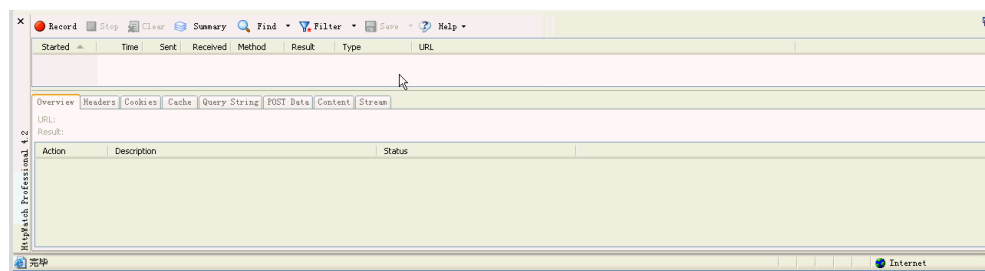 Record Stop Clear Summary Find Filter Save Help
Started Time Sent Received Method Result Type URL
Overview Headers Cookies Cache Query String POST Data Content Stream
URL:
Result:
Action Description Status
HttpWatch Professional 4.2
完毕 Internet